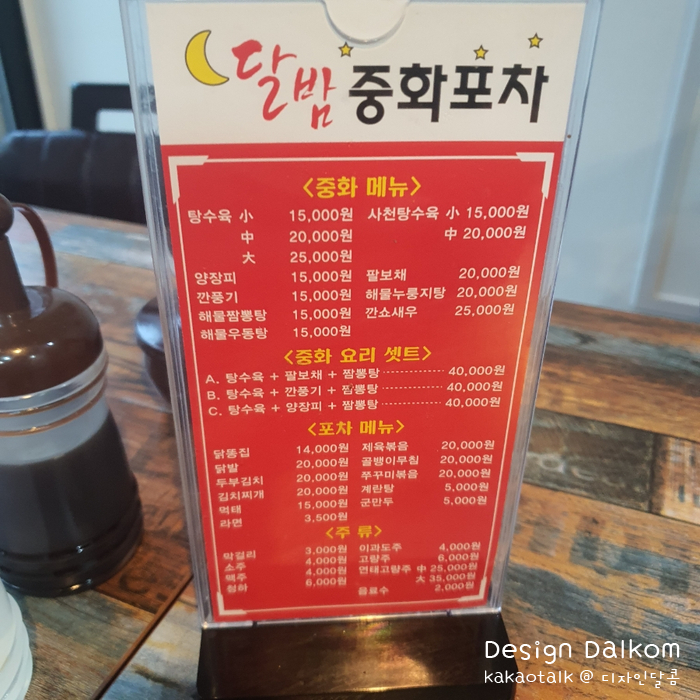 달밤 중화포차
<중화 메뉴>
탕수육 小 15,000원 사천탕수육 小 15,000원
中 20,000원 中 20,000원
大 25,000원
양장피 15,000원 팔보채 20,000원
깐풍기 15,000원 해물누룽지탕 20,000원
해물짬뽕탕 15,000원 깐쇼새우 25,000원
해물우동탕 15,000원
<중화 요리 셋트>
A. 탕수육 + 팔보채 + 짬뽕탕 ---------------- 40,000원
B. 탕수육 + 깐풍기 + 짬뽕탕 ---------------- 40,000원
C. 탕수육 + 양장피 + 짬뽕탕 ---------------- 40,000원
<포차 메뉴>
닭똥집 14,000원 제육볶음 20,000원
닭발 20,000원 골뱅이무침 20,000원
두부김치 20,000원 쭈꾸미볶음 20,000원
김치찌개 20,000원 계란탕 5,000원
먹태 15,000원 군만두 5,000원
라면 3,500원
<주 류>
막걸리 3,000원 이과도주 4,000원
소주 4,000원 고량주 6,000원
맥주 4,000원 연태고량주 中 25,000원
청하 6,000원 大 35,000원
음료수 2,000원
Design Dalkom
kakaotalk @ 디자인달콤